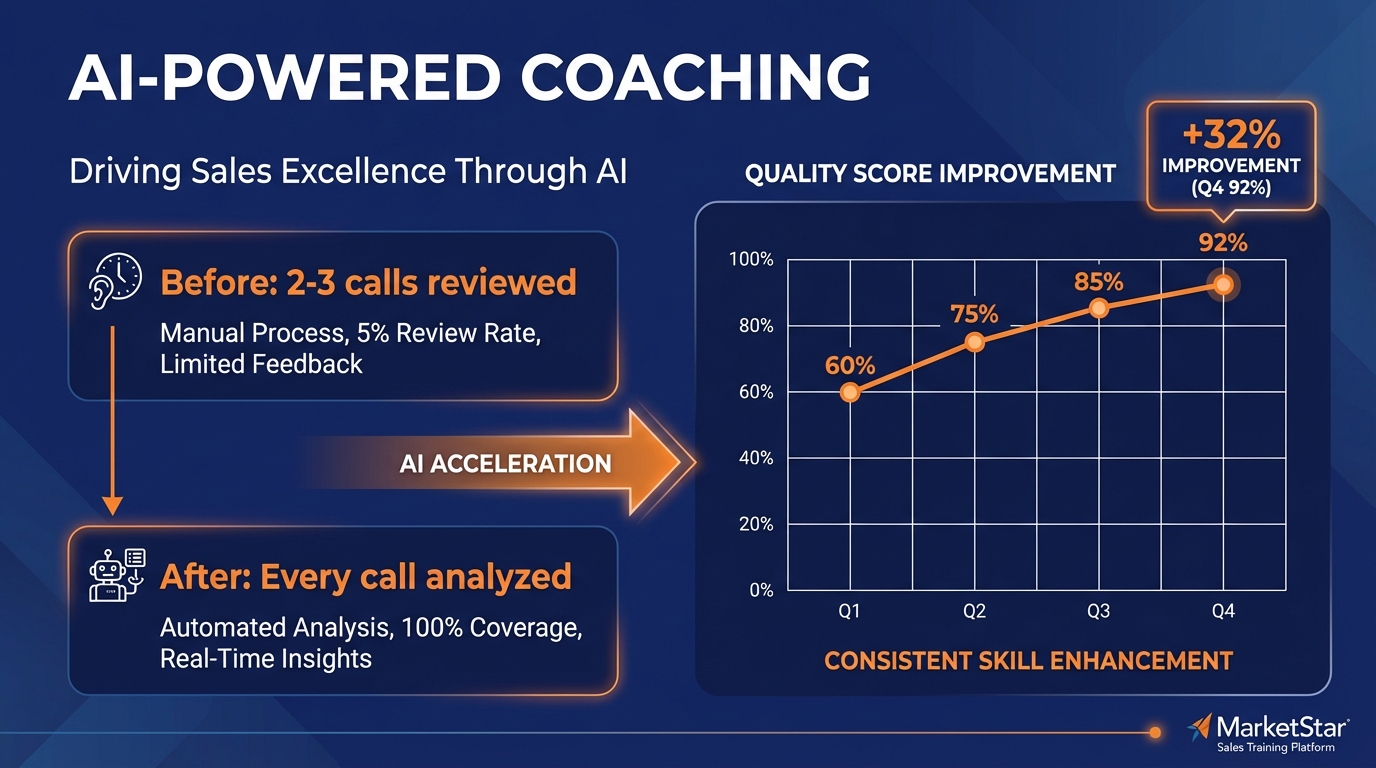 AI-POWERED COACHING
Driving Sales Excellence Through AI
Before: 2-3 calls reviewed
Manual Process, 5% Review Rate,
Limited Feedback
AI ACCELERATION
After: Every call analyzed
Automated Analysis, 100% Coverage,
Real-Time Insights
QUALITY SCORE IMPROVEMENT
+32%
IMPROVEMENT
(Q4 92%)
100%
80%
60%
40%
20%
0%
60%
75%
85%
92%
Q1
Q2
Q3
Q4
CONSISTENT SKILL ENHANCEMENT
MarketStar
Sales Training Platform